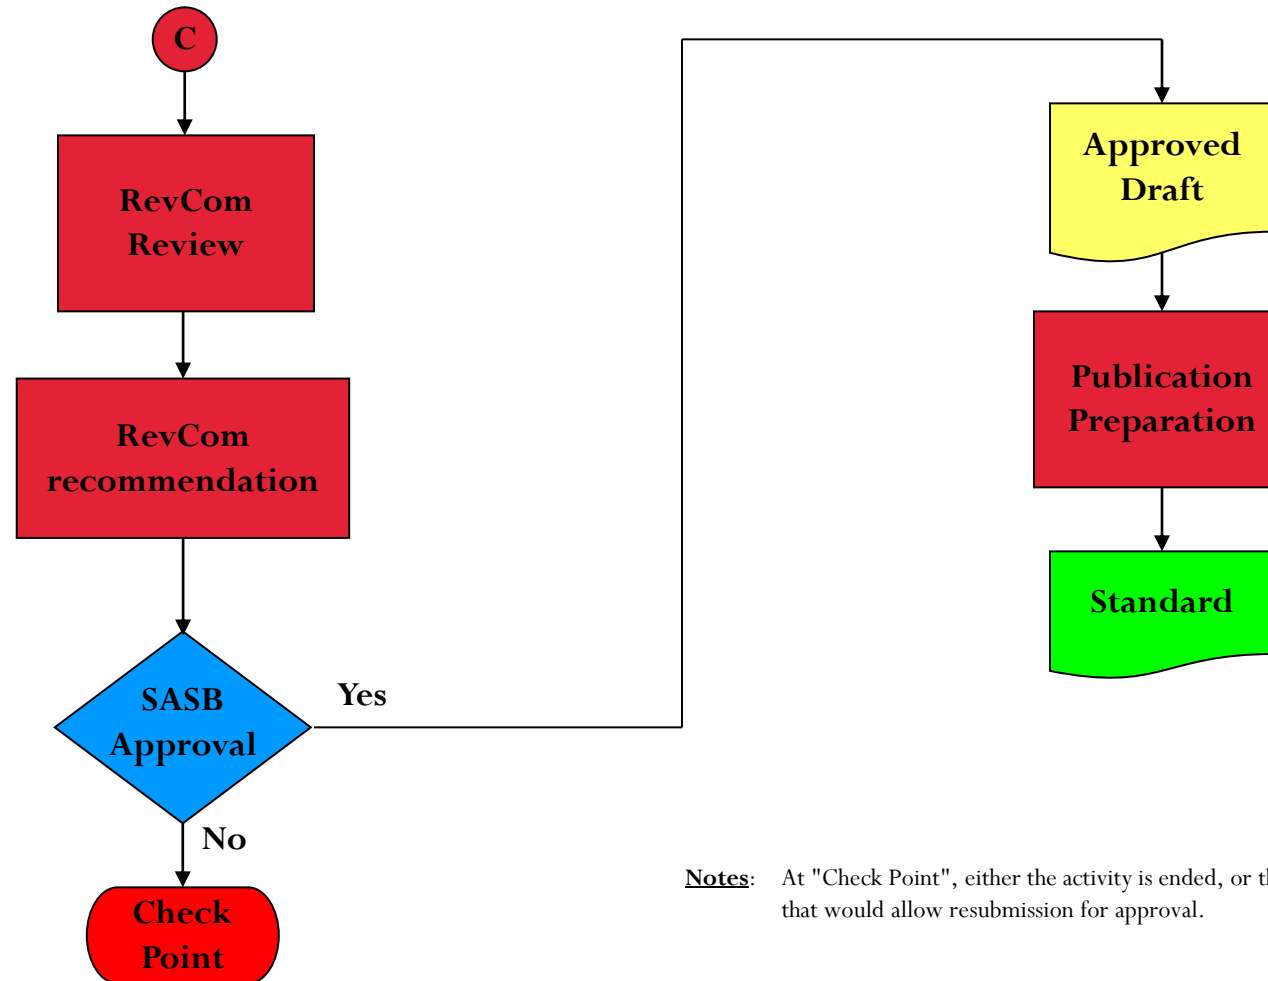 C
RevCom
Review
RevCom
recommendation
SASB
Approval
Yes
No
Check
Point
Approved
Draft
Publication
Preparation
Standard
Notes: At "Check Point", either the activity is ended, or
that would allow resubmission for approval.